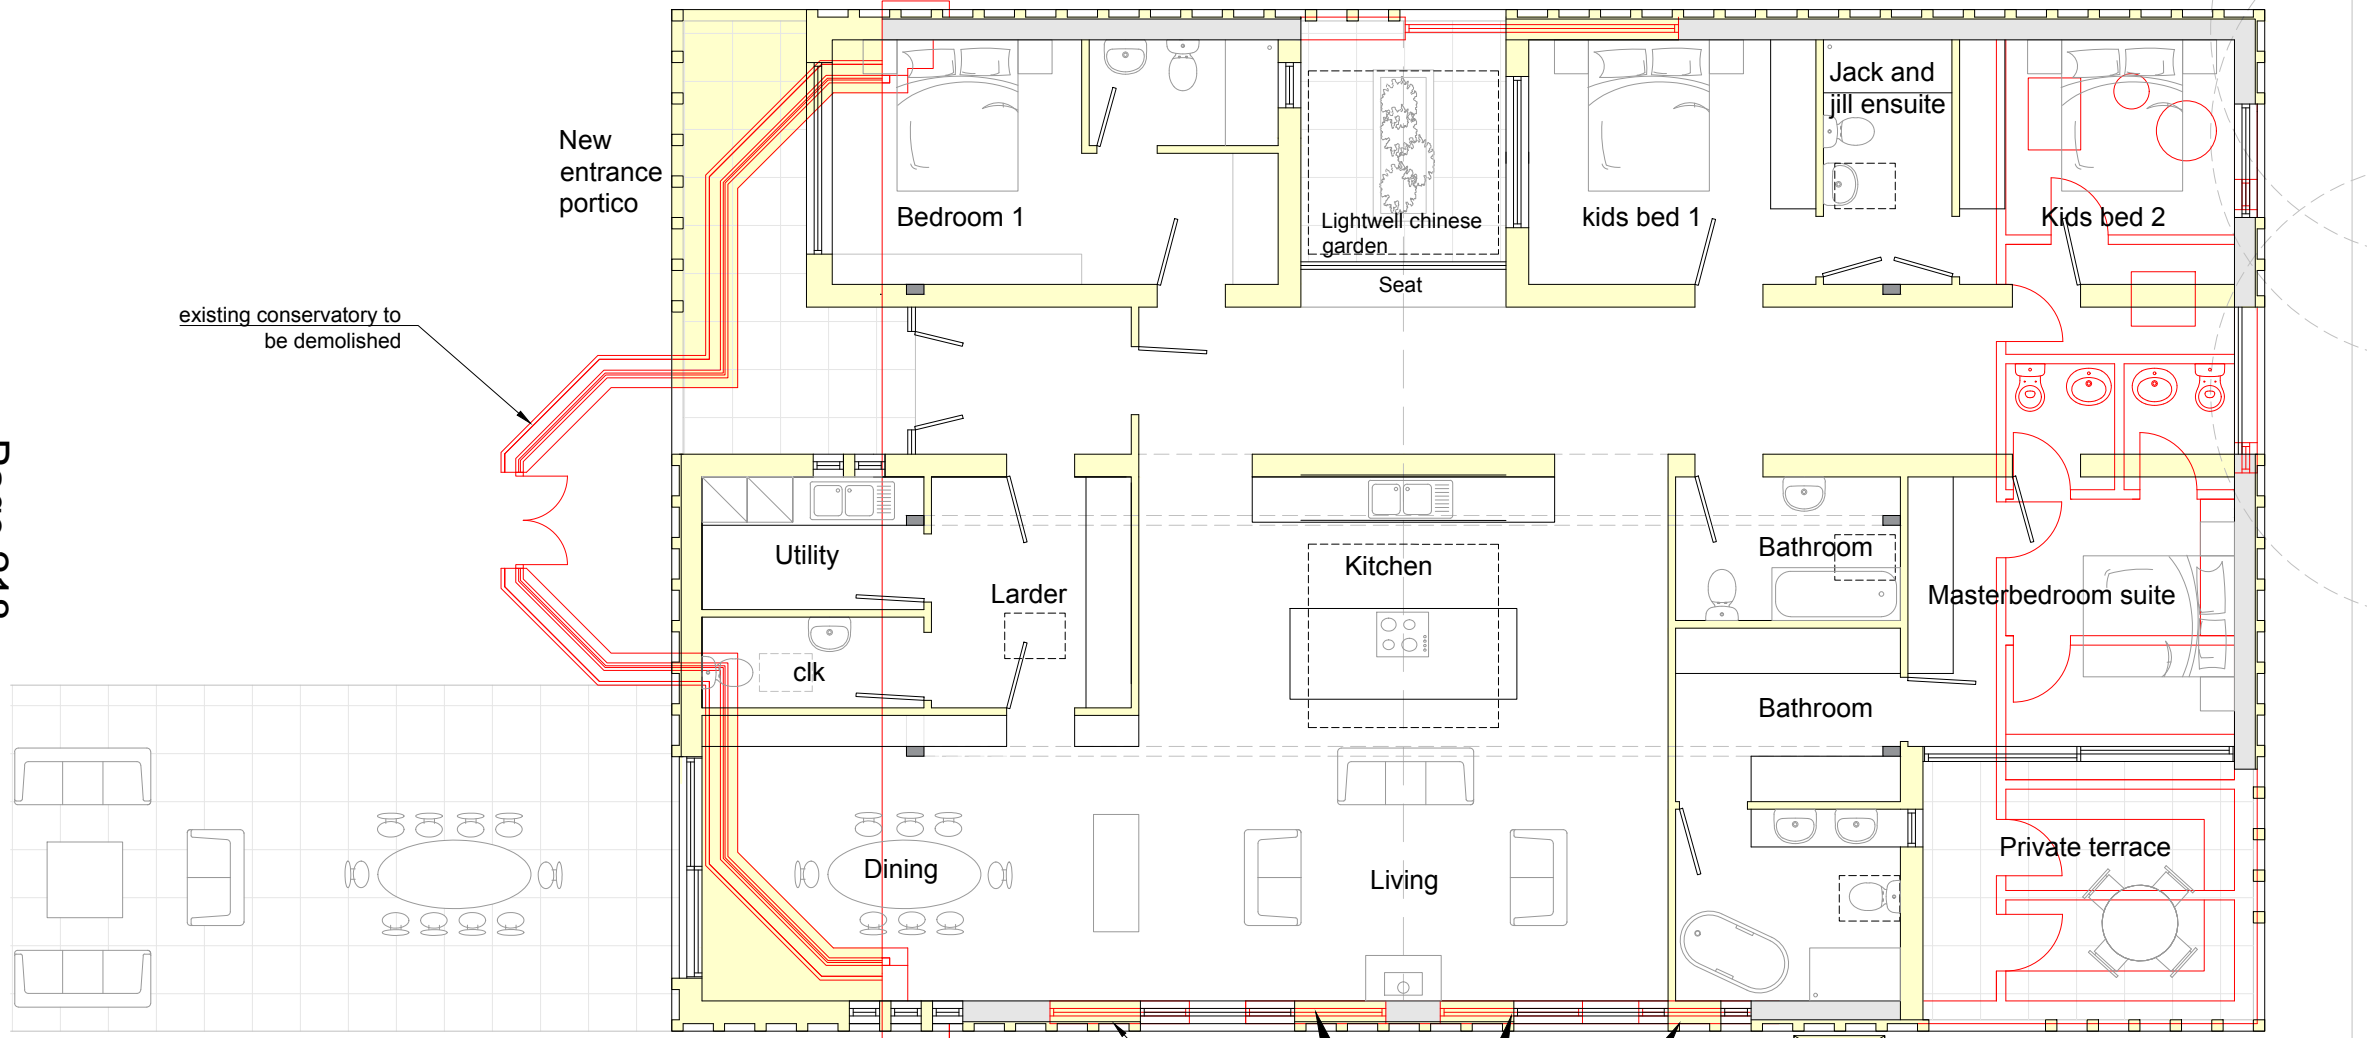 New
entrance
portico
existing conservatory to
be demolished
Bedroom 1
Lightwell chinese
garden
Seat
kids bed 1
Jack and
jill ensuite
Kids bed 2
Utility
Larder
clk
Kitchen
Bathroom
Masterbedroom suite
Bathroom
Dining
Living
Private terrace